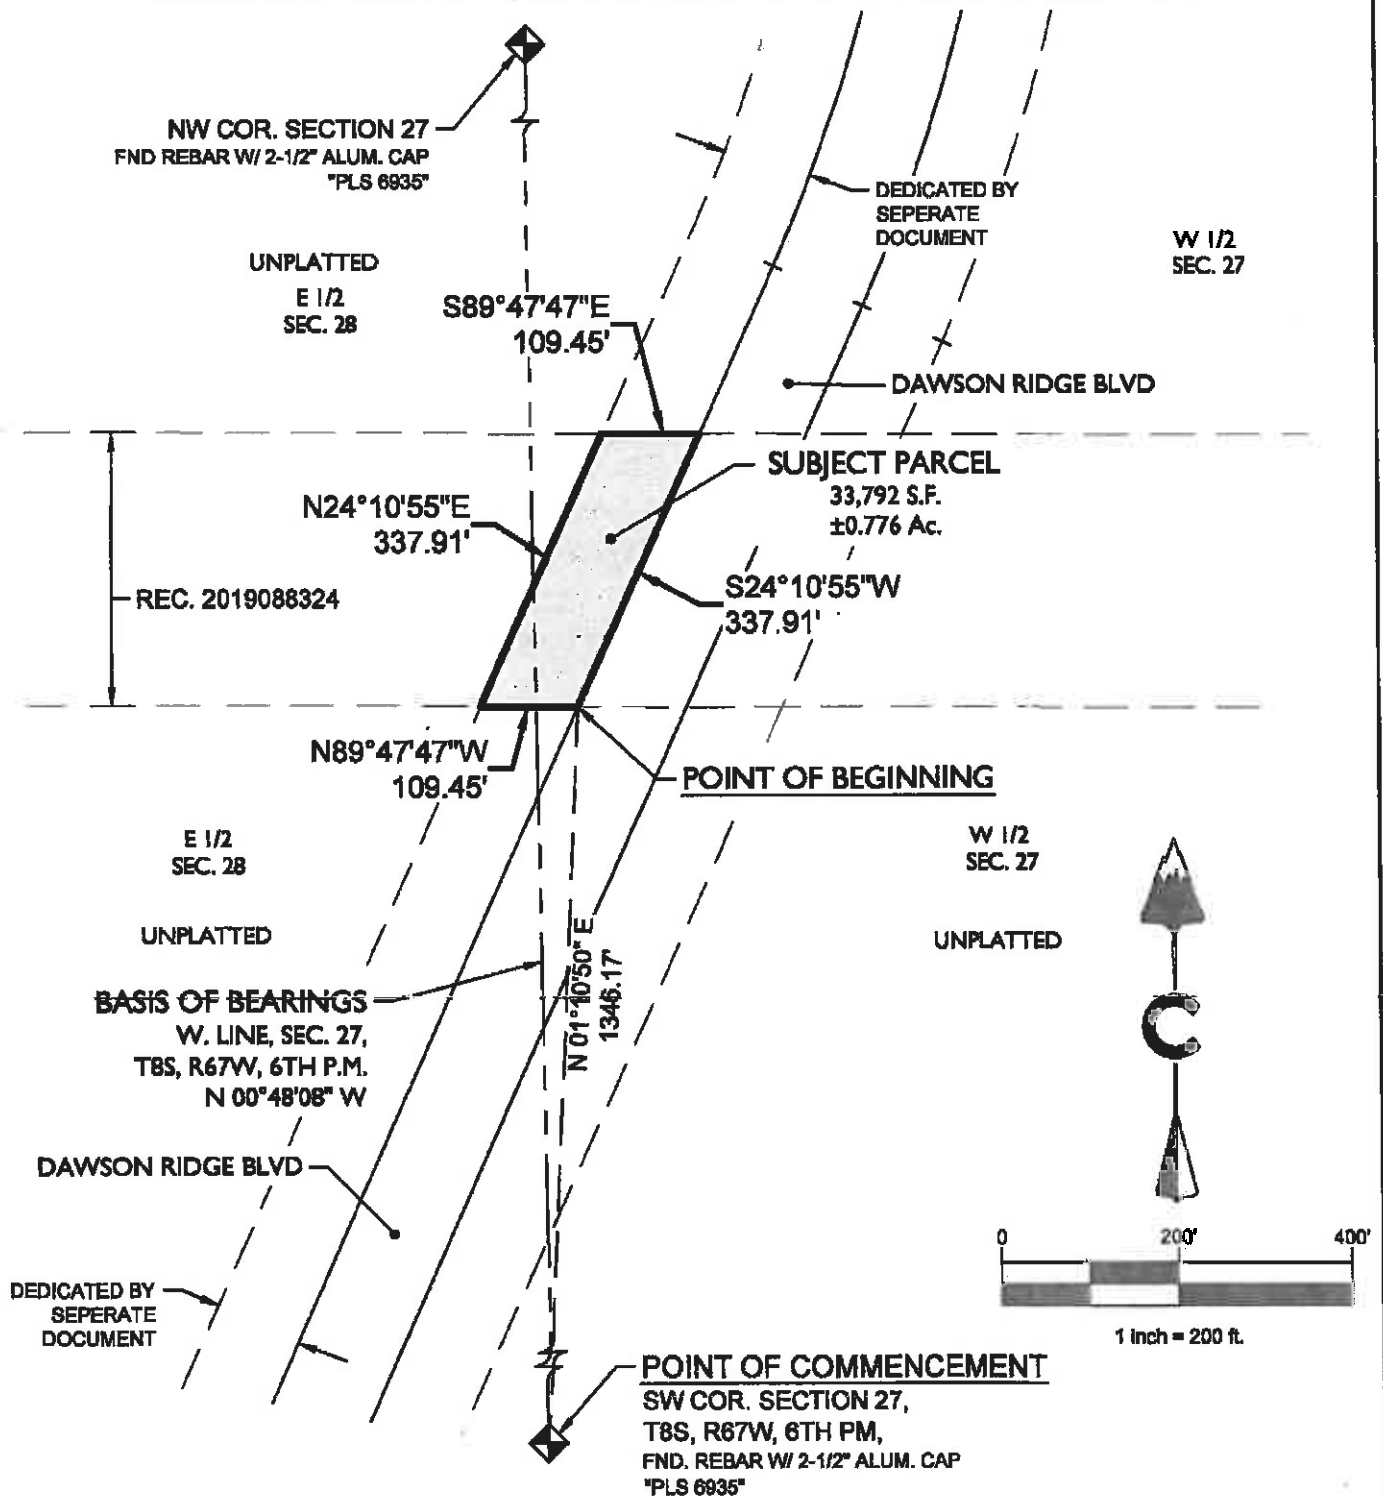 NW COR. SECTION 27
FND REBAR W/ 2-1/2" ALUM. CAP
"PLS 6935"
DEDICATED BY
SEPERATE
DOCUMENT
W 1/2
SEC. 27
UNPLATTED
E 1/2
SEC. 28
S89°47'47"E
109.45'
DAWSON RIDGE BLVD
SUBJECT PARCEL
33,792 S.F.
±0.776 Ac.
N24°10'55"E
337.91'
REC. 2019088324
S24°10'55"W
337.91'
N89°47'47"W
109.45'
POINT OF BEGINNING
E 1/2
SEC. 28
W 1/2
SEC. 27
UNPLATTED
UNPLATTED
N 01°10'50" E
1346.17'
BASIS OF BEARINGS
W. LINE, SEC. 27,
T8S, R67W, 6TH P.M.
N 00°48'08" W
C
DAWSON RIDGE BLVD
0 200' 400'
1 inch = 200 ft.
DEDICATED BY
SEPERATE
DOCUMENT
POINT OF COMMENCEMENT
SW COR. SECTION 27,
T8S, R67W, 6TH PM,
FND. REBAR W/ 2-1/2" ALUM. CAP
"PLS 6935"